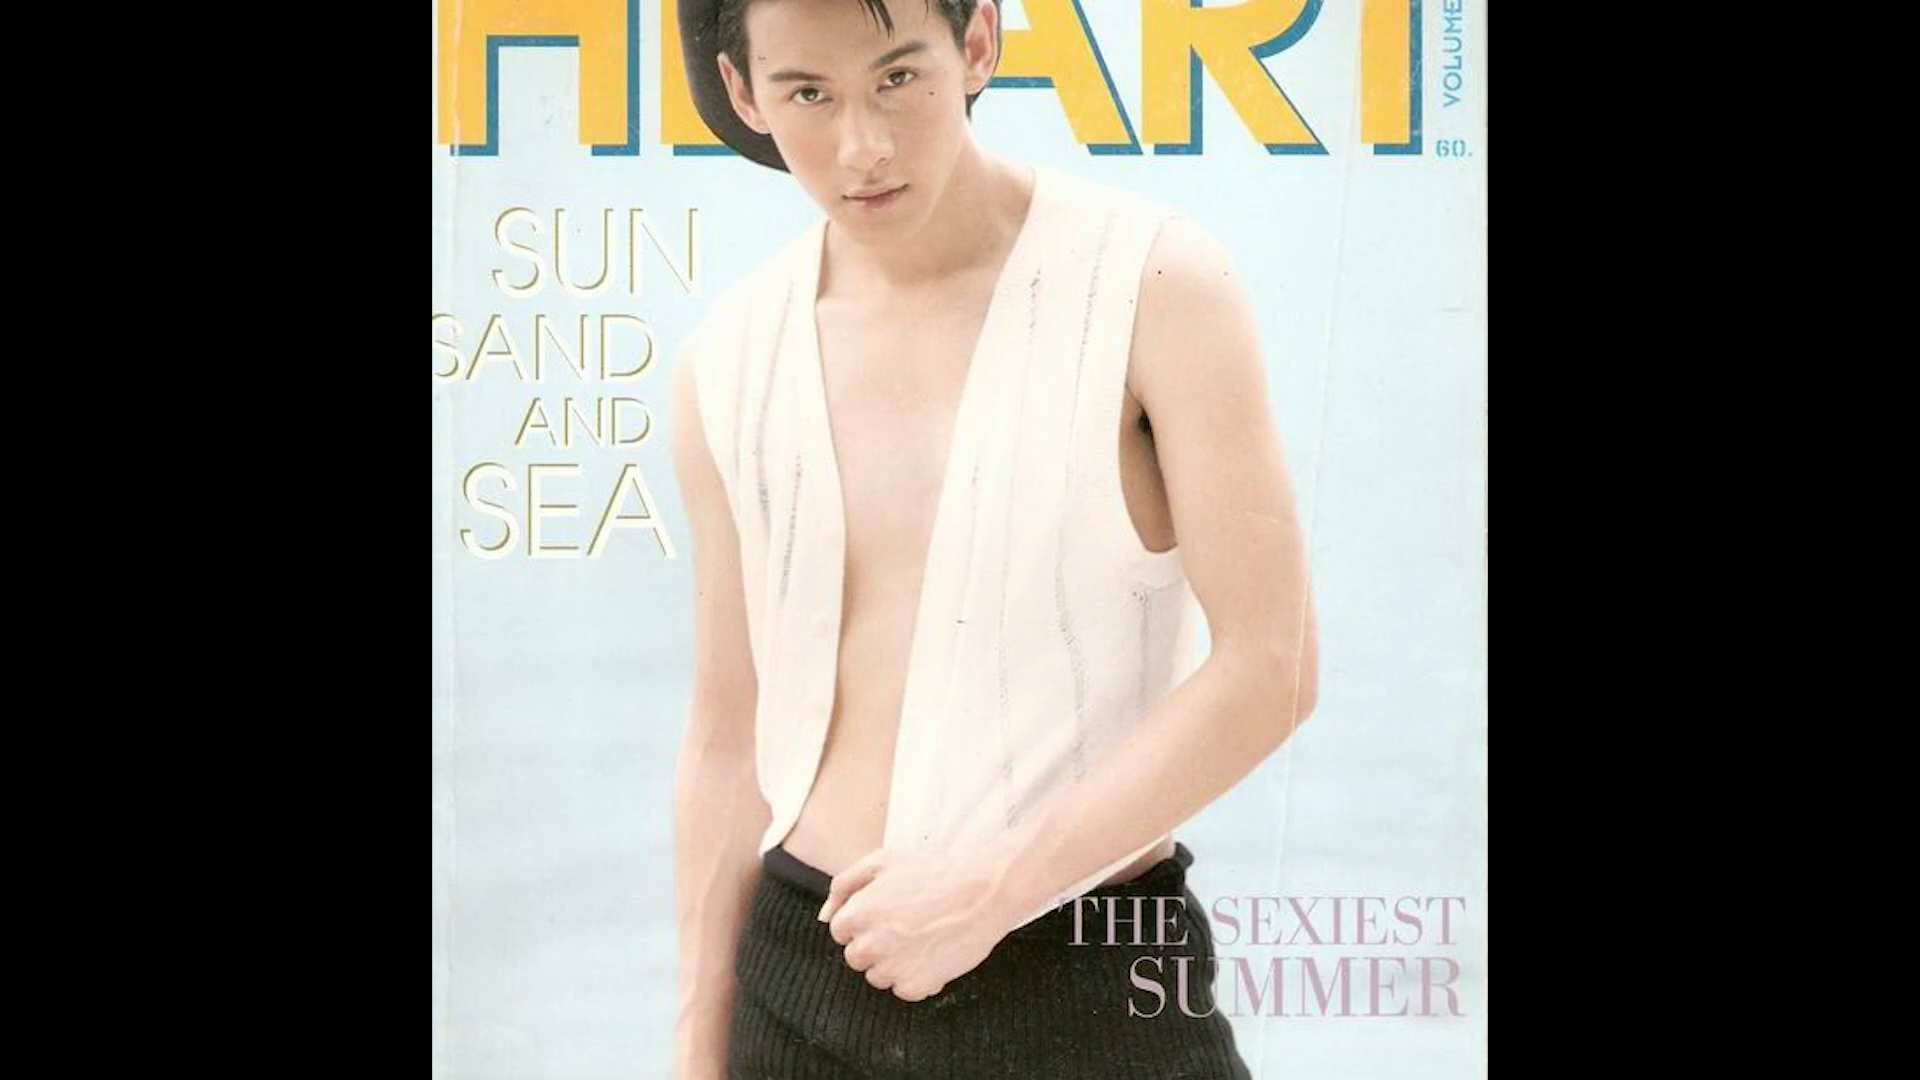 HEART
VOLUME
60.
SUN
SAND
AND
SEA
THE SEXIEST
SUMMER